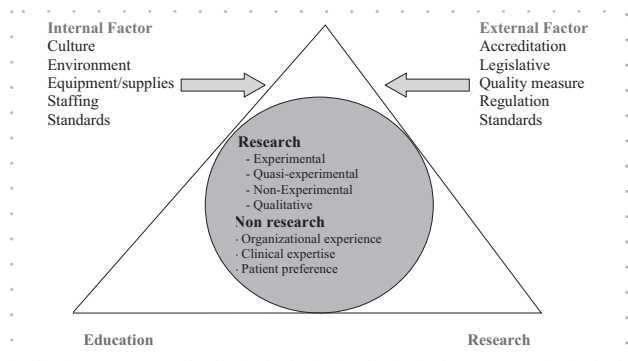 Internal Factor
Culture
Environment
Equipment/supplies
Staffing
Standards
External Factor
Accreditation
Legislative
Quality measure
Regulation
Standards
Research
- Experimental
- Quasi-experimental
- Non-Experimental
- Qualitative
Non research
· Organizational experience
· Clinical expertise
· Patient preference
Education
Research